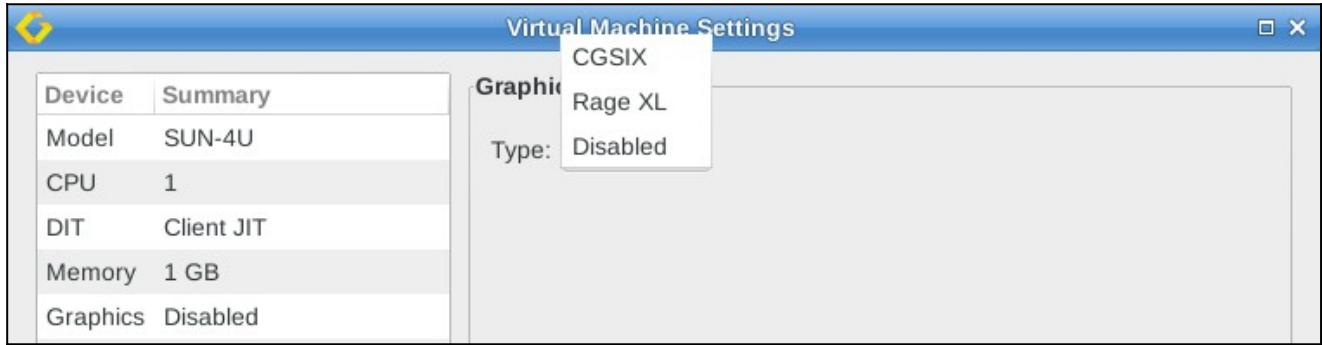 Virtual Machine Settings
CGSIX
Rage XL
Disabled
Device Summary
Model SUN-4U
CPU 1
DIT Client JIT
Memory 1 GB
Graphics Disabled
Type: